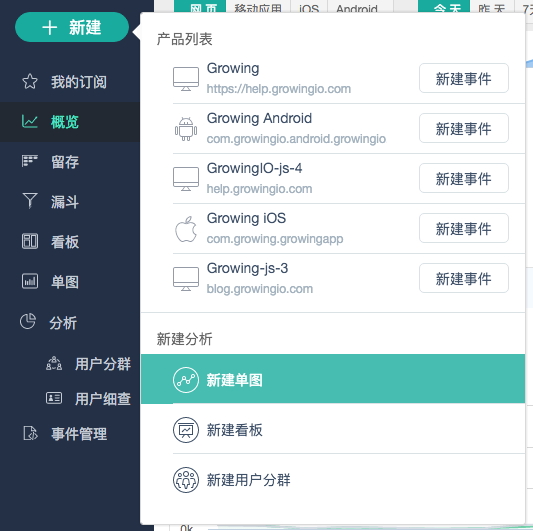 网页 移动应用 iOS Android 今天 昨天 7天
新建
产品列表
我的订阅
概览
留存
漏斗
看板
单图
分析
用户分群
用户细查
事件管理
Growing
https://help.growingio.com
新建事件
Growing Android
com.growingio.android.growingio
新建事件
GrowingIO-js-4
help.growingio.com
新建事件
Growing iOS
com.growing.growingapp
新建事件
Growing-js-3
blog.growingio.com
新建事件
新建分析
新建单图
新建看板
新建用户分群
0k